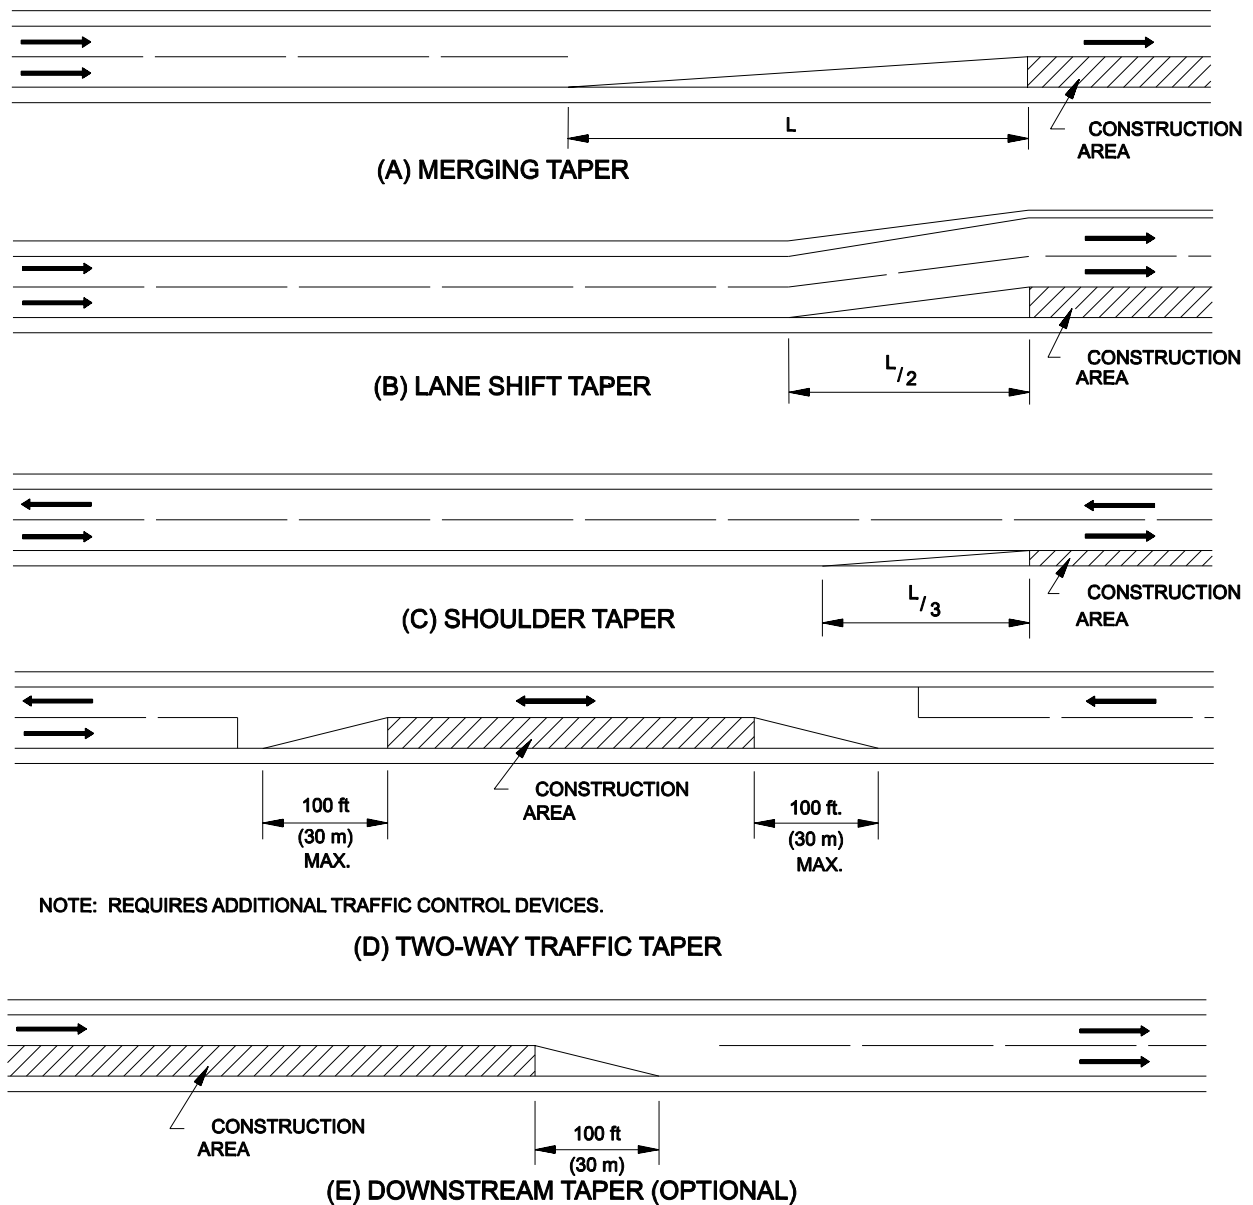 L
CONSTRUCTION
AREA
(A) MERGING TAPER
L/2
CONSTRUCTION
AREA
(B) LANE SHIFT TAPER
L/3
CONSTRUCTION
AREA
(C) SHOULDER TAPER
CONSTRUCTION
AREA
100 ft
(30 m)
MAX.
100 ft.
(30 m)
MAX.
NOTE: REQUIRES ADDITIONAL TRAFFIC CONTROL DEVICES.
(D) TWO-WAY TRAFFIC TAPER
CONSTRUCTION
AREA
100 ft
(30 m)
(E) DOWNSTREAM TAPER (OPTIONAL)